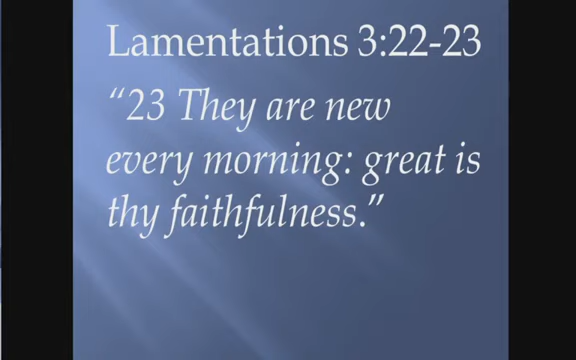 Lamentations 3:22-23
“23 They are new
every morning: great is
thy faithfulness.”